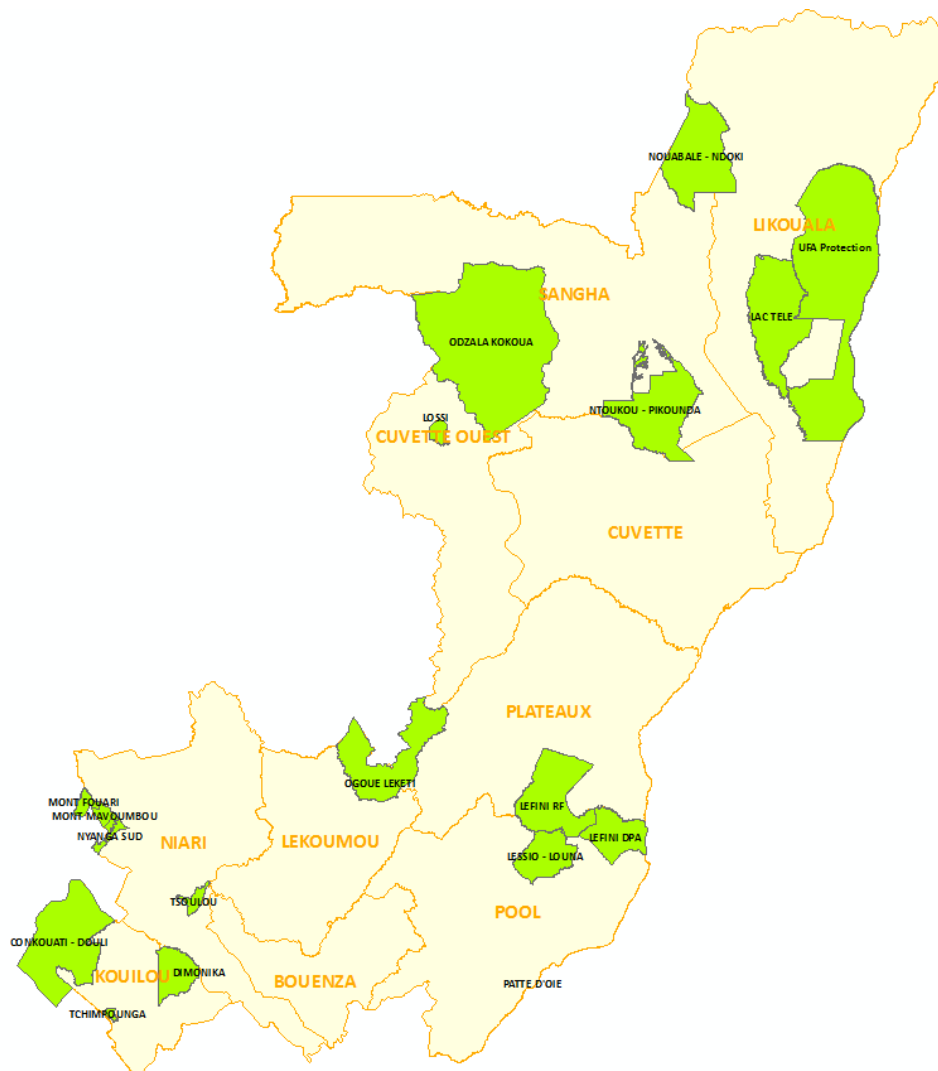 NOUABALE - NDOKI
LIKOUALA
UFA Protection
SANGHA
LAC TELE
ODZALA KOKOUA
NTOUKOU - PIKOUNDA
LOSSI
CUVETTE OUEST
CUVETTE
PLATEAUX
OGOUE LEKETI
MONT FOUARI
LEFINI RF
MONT MAVOUMBOU
NYANGA SUD
LEFINI DPA
NIARI
LEKOUMOU
LESSIO - LOUNA
TSOULOU
POOL
CONKOUATI - DOULI
KOUILOU
DIMONIKA
BOUENZA
PATTE D'OIE
TCHIMPOUNGA